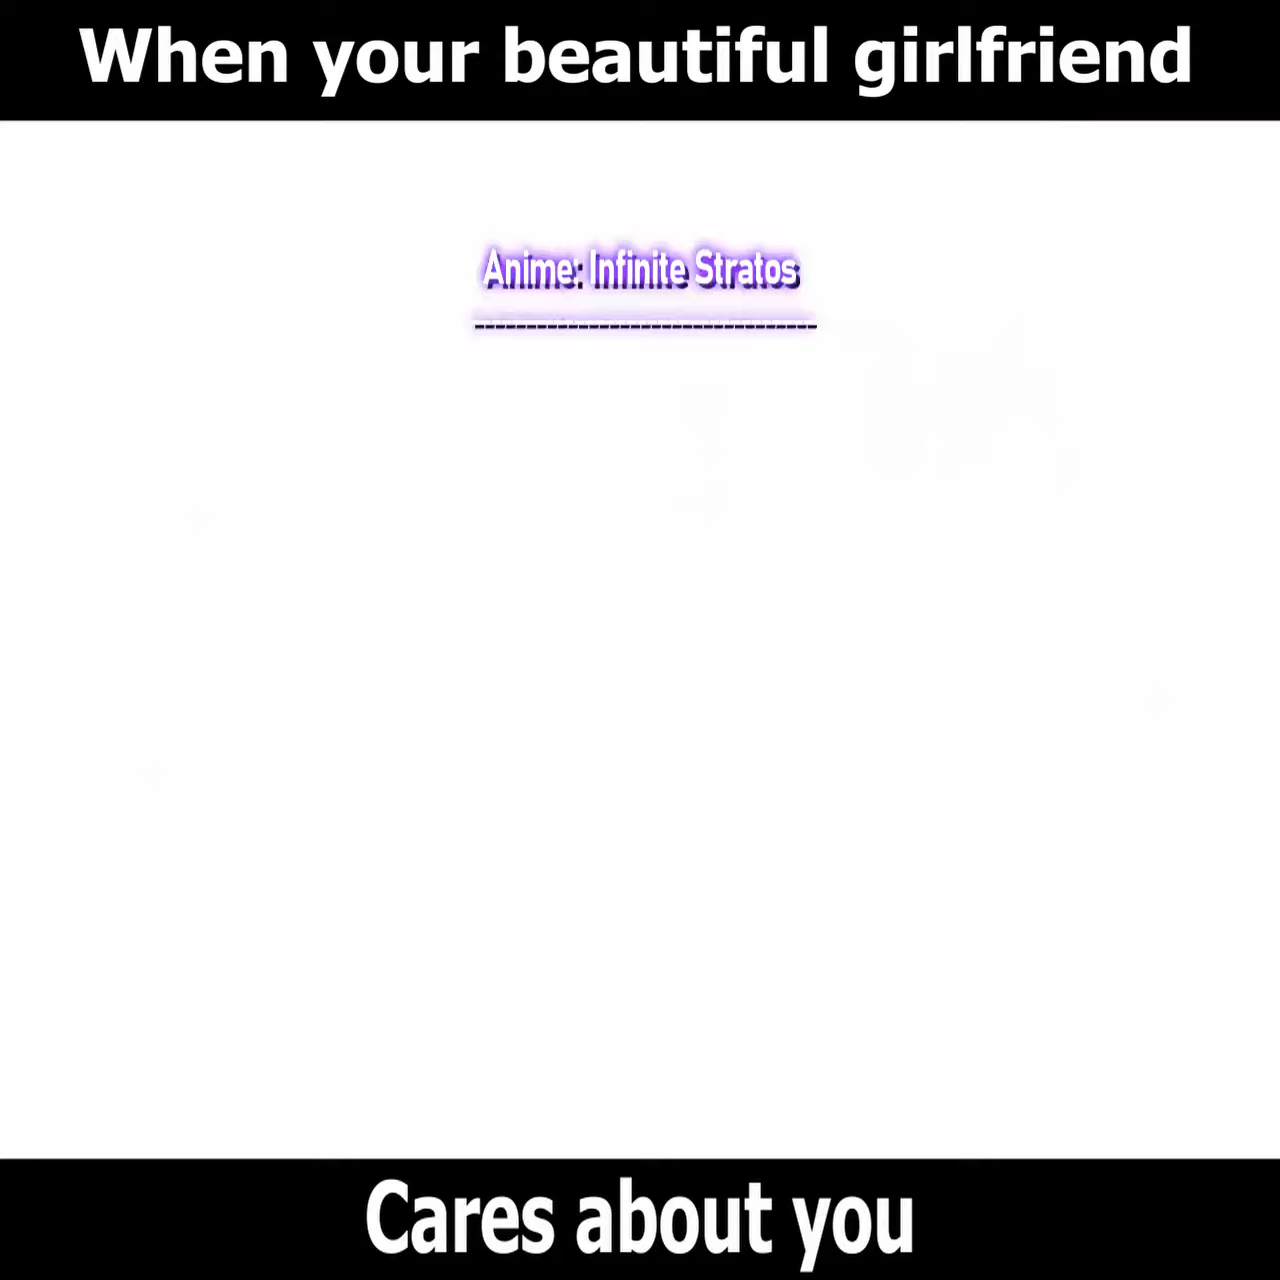 When your beautiful girlfriend
Anime: Infinite Stratos
---------------------------------
Cares about you